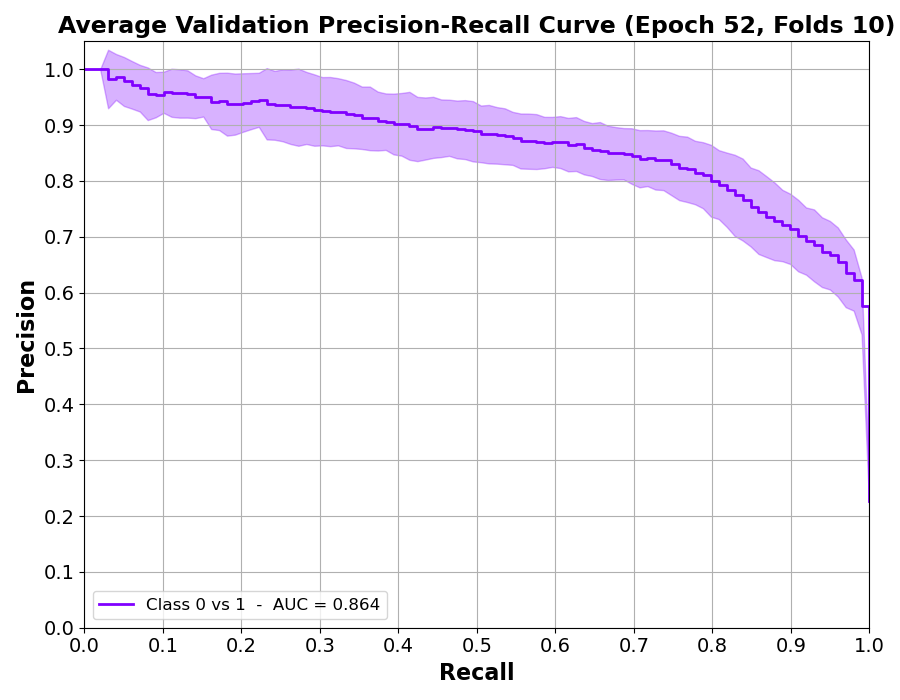 Average Validation Precision-Recall Curve (Epoch 52, Folds 10)
1.0
0.9
0.8
0.7
0.6
0.5
0.4
0.3
0.2
0.1
0.0
Precision
Class 0 vs 1 - AUC = 0.864
0.0 0.1 0.2 0.3 0.4 0.5 0.6 0.7 0.8 0.9 1.0
Recall